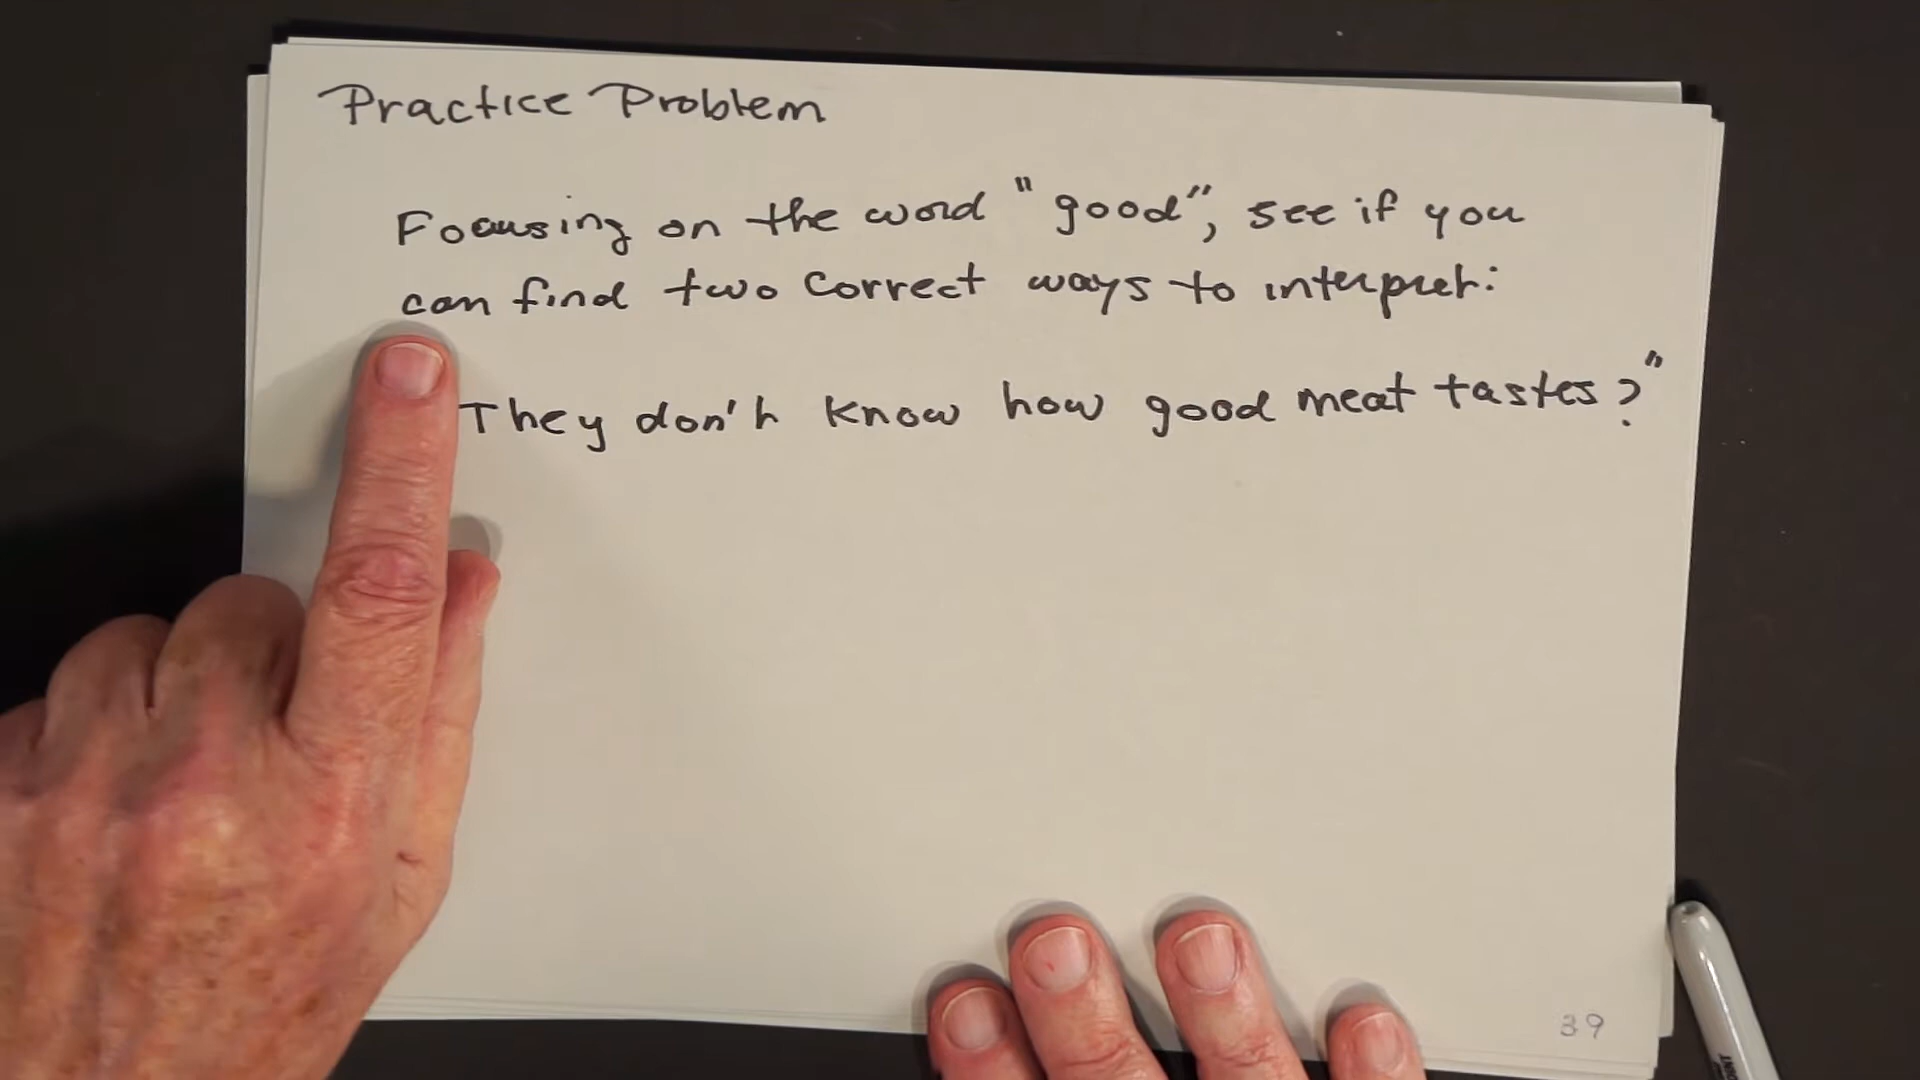 Practice Problem
Focusing on the word "good", see if you
can find two correct ways to interpret:
They don't know how good meat tastes?"
39